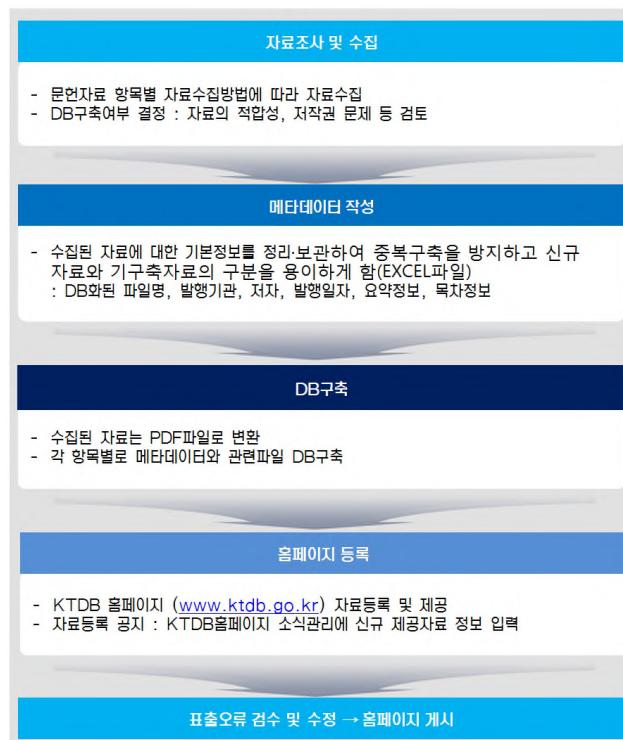 자료조사 및 수집
- 문헌자료 항목별 자료수집방법에 따라 자료수집
- DB구축여부 결정 : 자료의 적합성, 저작권 문제 등 검토
메타데이터 작성
- 수집된 자료에 대한 기본정보를 정리·보관하여 중복구축을 방지하고 신규
자료와 기구축자료의 구분을 용이하게 함(EXCEL파일)
: DB화된 파일명, 발행기관, 저자, 발행일자, 요약정보, 목차정보
DB구축
- 수집된 자료는 PDF파일로 변환
- 각 항목별로 메타데이터와 관련파일 DB구축
홈페이지 등록
- KTDB 홈페이지 (www.ktdb.go.kr) 자료등록 및 제공
- 자료등록 공지 : KTDB홈페이지 소식관리에 신규 제공자료 정보 입력
표출오류 검수 및 수정 → 홈페이지 게시